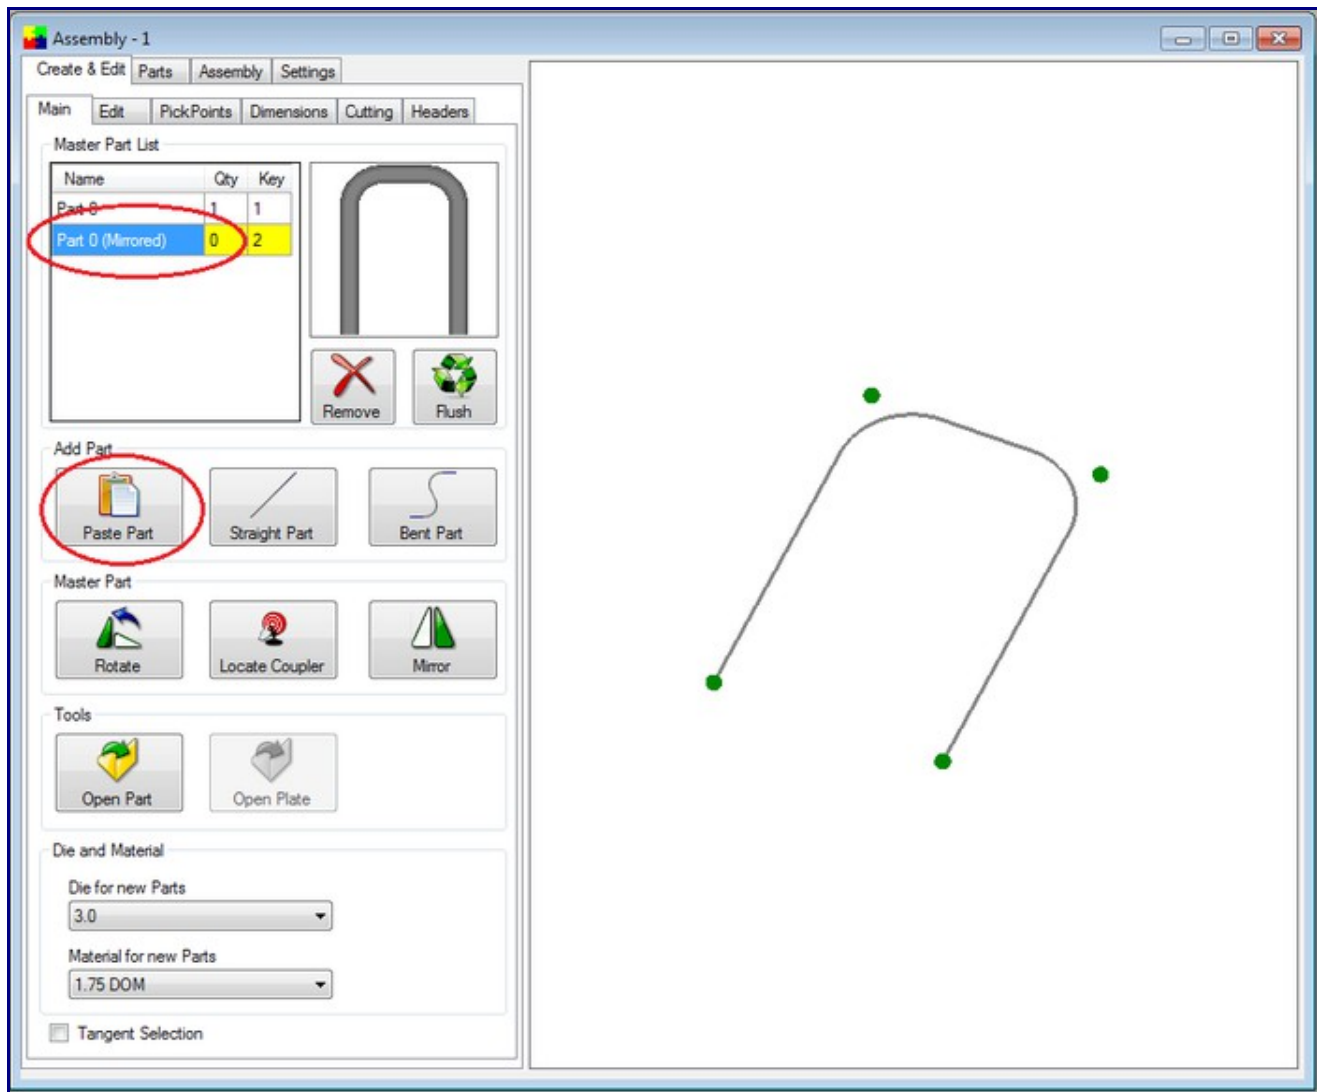 Assembly - 1
Create & Edit Parts Assembly Settings
Main Edit PickPoints Dimensions Cutting Headers
Master Part List
Name Qty Key
Part 0 1 1
Part 0 (Mirrored) 0 2
Remove Flush
Add Part
Paste Part Straight Part Bent Part
Master Part
Rotate Locate Coupler Mirror
Tools
Open Part Open Plate
Die and Material
Die for new Parts
3.0
Material for new Parts
1.75 DOM
Tangent Selection